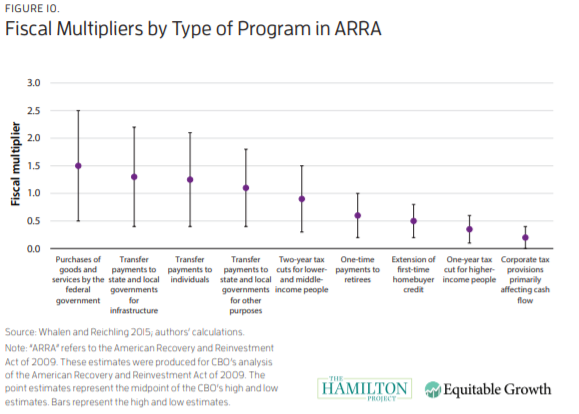 FIGURE 10.
Fiscal Multipliers by Type of Program in ARRA
Fiscal multiplier
3.0
2.5
2.0
1.5
1.0
0.5
0.0
Purchases of
goods and
services by the
federal
government
Transfer
payments to
state and local
governments
for
infrastructure
Transfer
payments to
individuals
Transfer
payments to
state and local
governments
for other
purposes
Two-year tax
cuts for lower-
and middle-
income people
One-time
payments to
retirees
Extension of
first-time
homebuyer
credit
One-year tax
cut for higher-
income people
Corporate tax
provisions
primarily
affecting cash
flow
Source: Whalen and Reichling 2015; authors' calculations.
Note: "ARRA" refers to the American Recovery and Reinvestment
Act of 2009. These estimates were produced for CBO's analysis
of the American Recovery and Reinvestment Act of 2009. The
point estimates represent the midpoint of the CBO's high and low
estimates. Bars represent the high and low estimates.
THE
HAMILTON
PROJECT
Equitable Growth